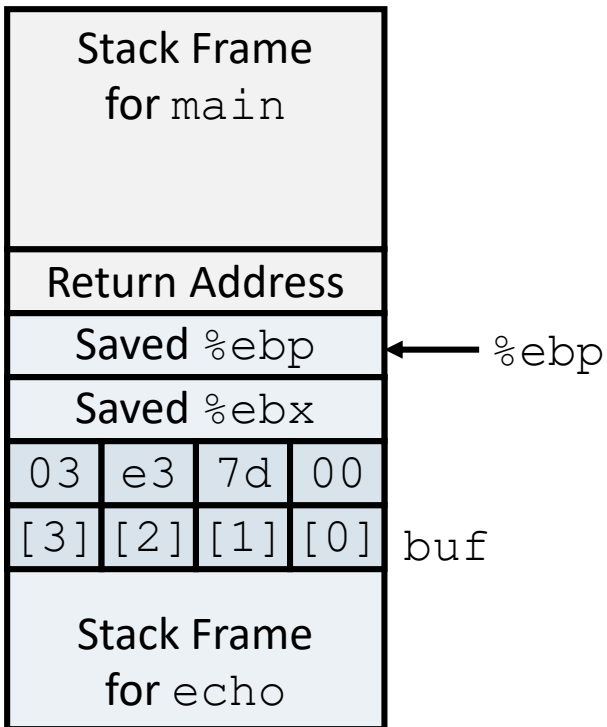 Stack Frame
for main
Return Address
Saved %ebp
%ebp
Saved %ebx
03 e3 7d 00
[3] [2] [1] [0] buf
Stack Frame
for echo